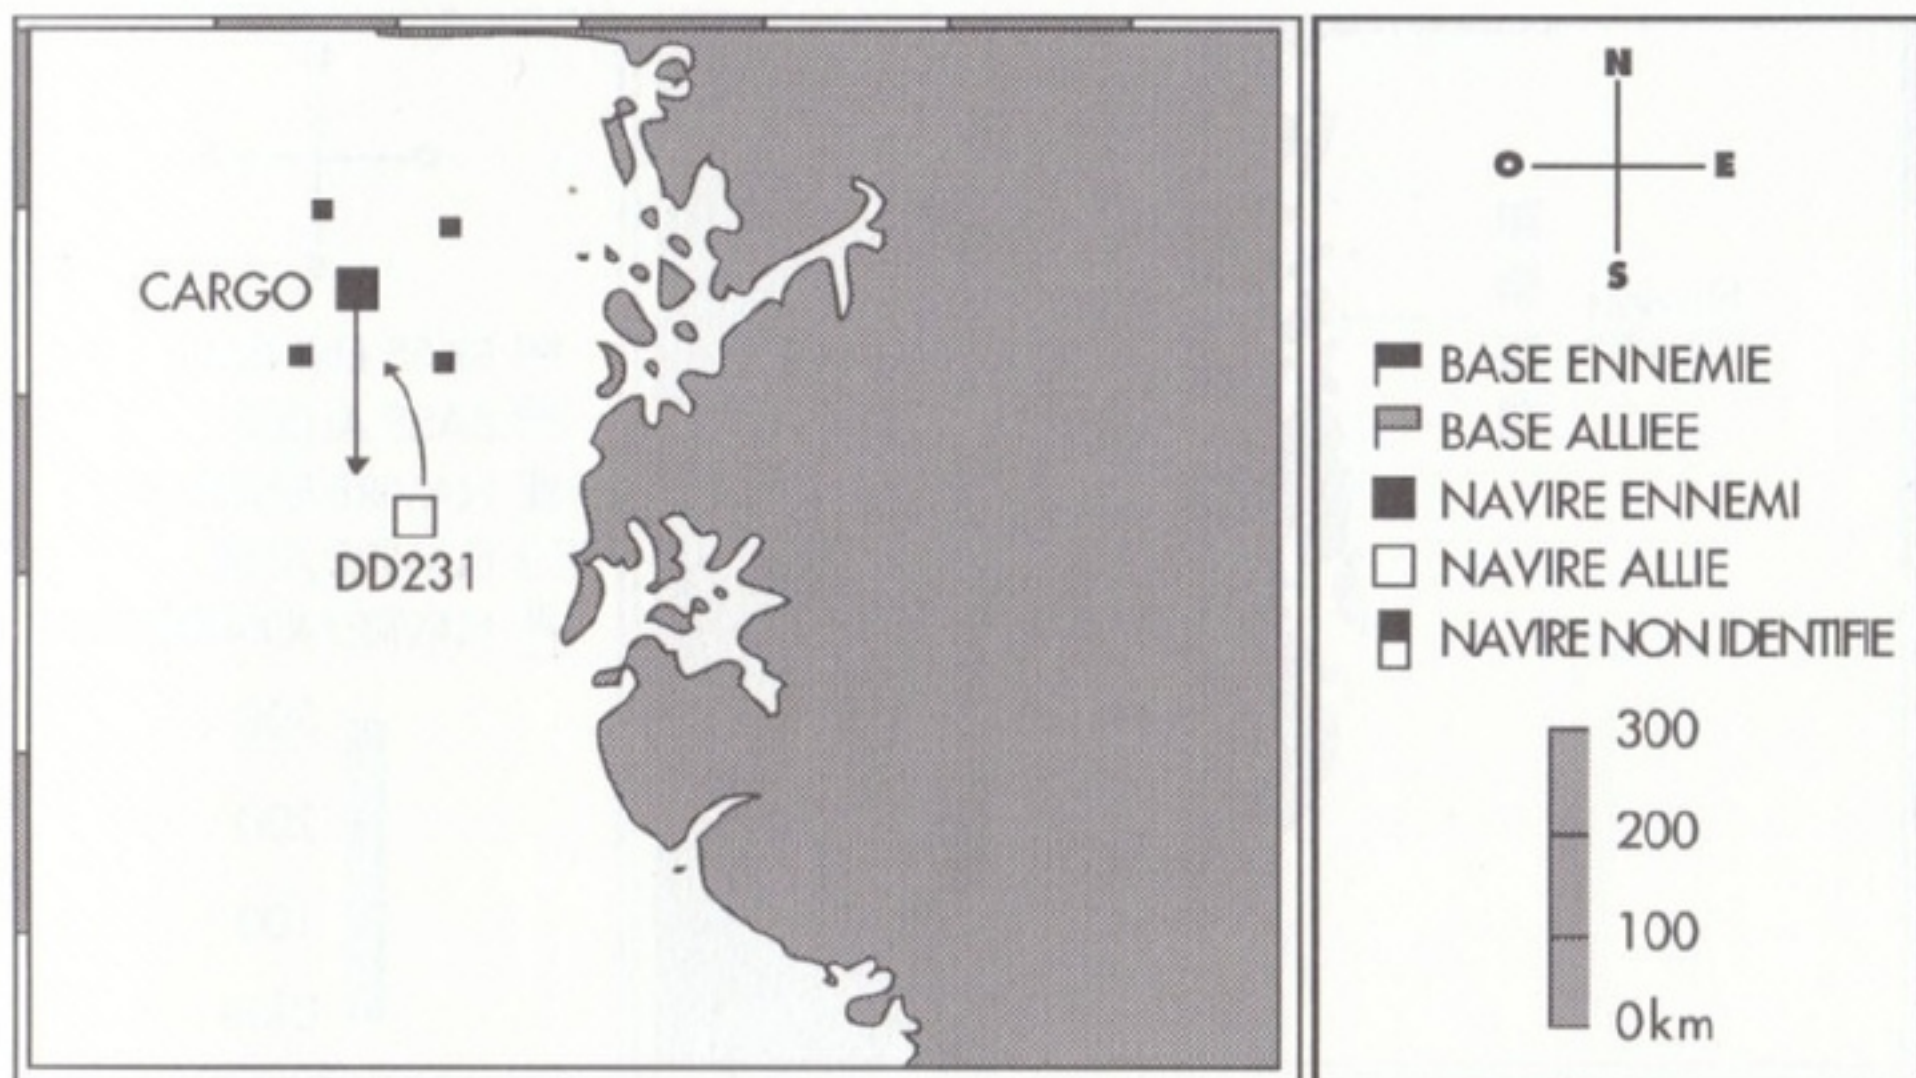 CARGO
DD231
N
O E
S
BASE ENNEMIE
BASE ALLIEE
NAVIRE ENNEMI
NAVIRE ALLIE
NAVIRE NON IDENTIFIE
300
200
100
0km